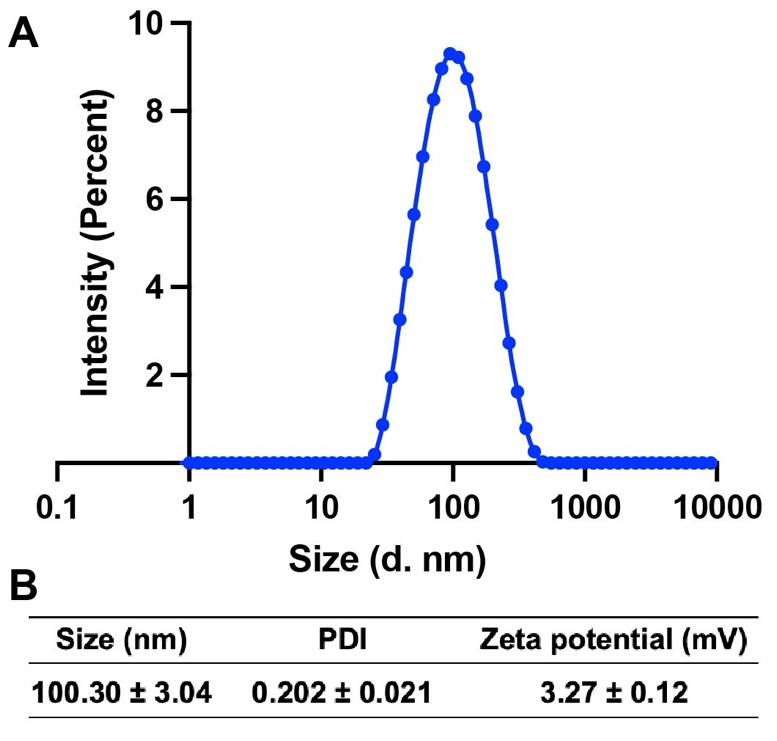 A
10
8
6
4
2
Intensity (Percent)
0.1 1 10 100 1000 10000
Size (d. nm)
B
Size (nm) PDI Zeta potential (mV)
100.30 ± 3.04 0.202 ± 0.021 3.27 ± 0.12